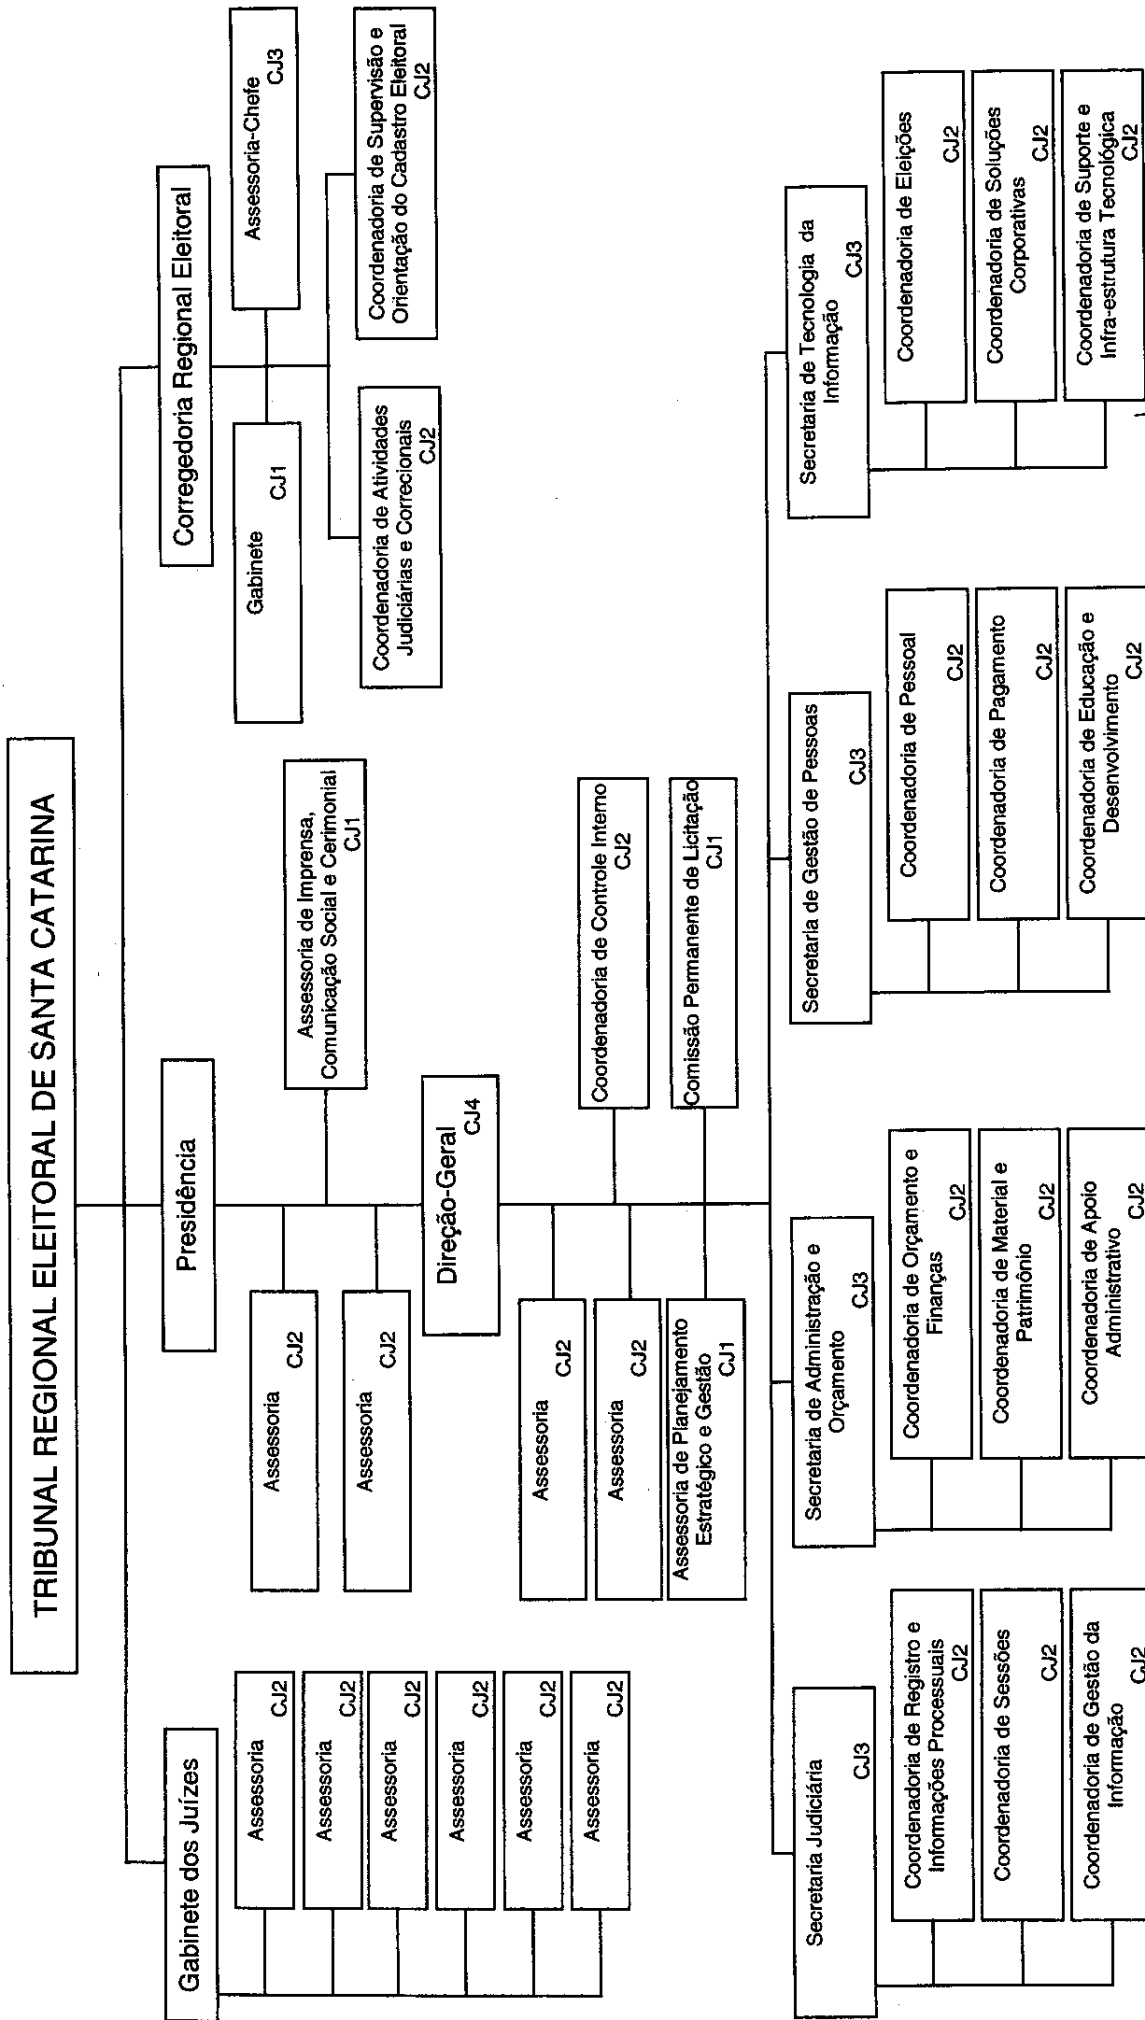 TRIBUNAL REGIONAL ELEITORAL DE SANTA CATARINA
Gabinete dos Juízes
Assessoria
CJ2
Assessoria
CJ2
Assessoria
CJ2
Assessoria
CJ2
Assessoria
CJ2
Assessoria
CJ2
Presidência
Assessoria
CJ2
Assessoria
CJ2
Assessoria de Imprensa,
Comunicação Social e Cerimonial
CJ1
Corregedoria Regional Eleitoral
Gabinete
CJ1
Assessoria-Chefe
CJ3
Coordenadoria de Atividades
Judiciárias e Correcionais
CJ2
Coordenadoria de Supervisão e
Orientação do Cadastro Eleitoral
CJ2
Direção-Geral
CJ4
Assessoria
CJ2
Assessoria
CJ2
Assessoria de Planejamento
Estratégico e Gestão
CJ1
Coordenadoria de Controle Interno
CJ2
Comissão Permanente de Licitação
CJ1
Secretaria Judiciária
CJ3
Coordenadoria de Registro e
Informações Processuais
CJ2
Coordenadoria de Sessões
CJ2
Coordenadoria de Gestão da
Informação
CJ2
Secretaria de Administração e
Orçamento
CJ3
Coordenadoria de Orçamento e
Finanças
CJ2
Coordenadoria de Material e
Patrimônio
CJ2
Coordenadoria de Apoio
Administrativo
CJ2
Secretaria de Gestão de Pessoas
CJ3
Coordenadoria de Pessoal
CJ2
Coordenadoria de Pagamento
CJ2
Coordenadoria de Educação e
Desenvolvimento
CJ2
Secretaria de Tecnologia da
Informação
CJ3
Coordenadoria de Eleições
CJ2
Coordenadoria de Soluções
Corporativas
CJ2
Coordenadoria de Suporte e
Infra-estrutura Tecnológica
CJ2